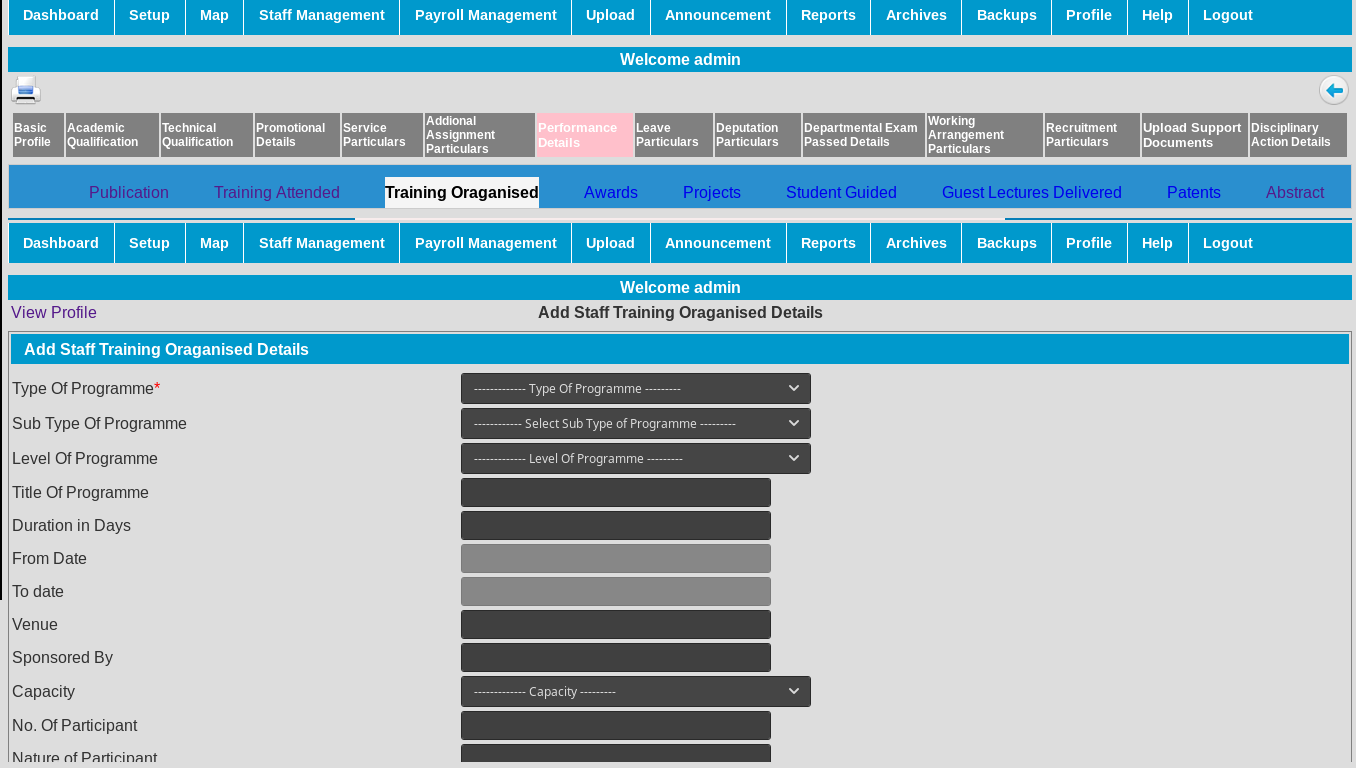 Dashboard Setup Map Staff Management Payroll Management Upload Announcement Reports Archives Backups Profile Help Logout
Welcome admin
Basic Profile Academic Qualification Technical Qualification Promotional Details Service Particulars Addional Assignment Particulars Performance Details Leave Particulars Deputation Particulars Departmental Exam Passed Details Working Arrangement Particulars Recruitment Particulars Upload Support Documents Disciplinary Action Details
Publication Training Attended Training Oraganised Awards Projects Student Guided Guest Lectures Delivered Patents Abstract
Dashboard Setup Map Staff Management Payroll Management Upload Announcement Reports Archives Backups Profile Help Logout
Welcome admin
View Profile Add Staff Training Oraganised Details
Add Staff Training Oraganised Details
Type Of Programme* ------------- Type Of Programme ---------
Sub Type Of Programme ------------ Select Sub Type of Programme ---------
Level Of Programme ------------- Level Of Programme ---------
Title Of Programme
Duration in Days
From Date
To date
Venue
Sponsored By
Capacity ------------- Capacity ---------
No. Of Participant
Nature of Participant